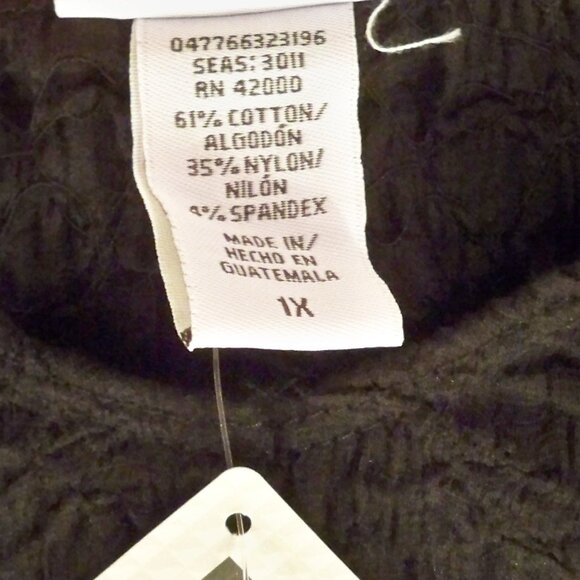 047766323196
SEAS: 3011
RN 42000
61% COTTON/
ALGODÓN
35% NYLON/
NILÓN
4% SPANDEX
MADE IN/
HECHO EN
GUATEMALA
1X